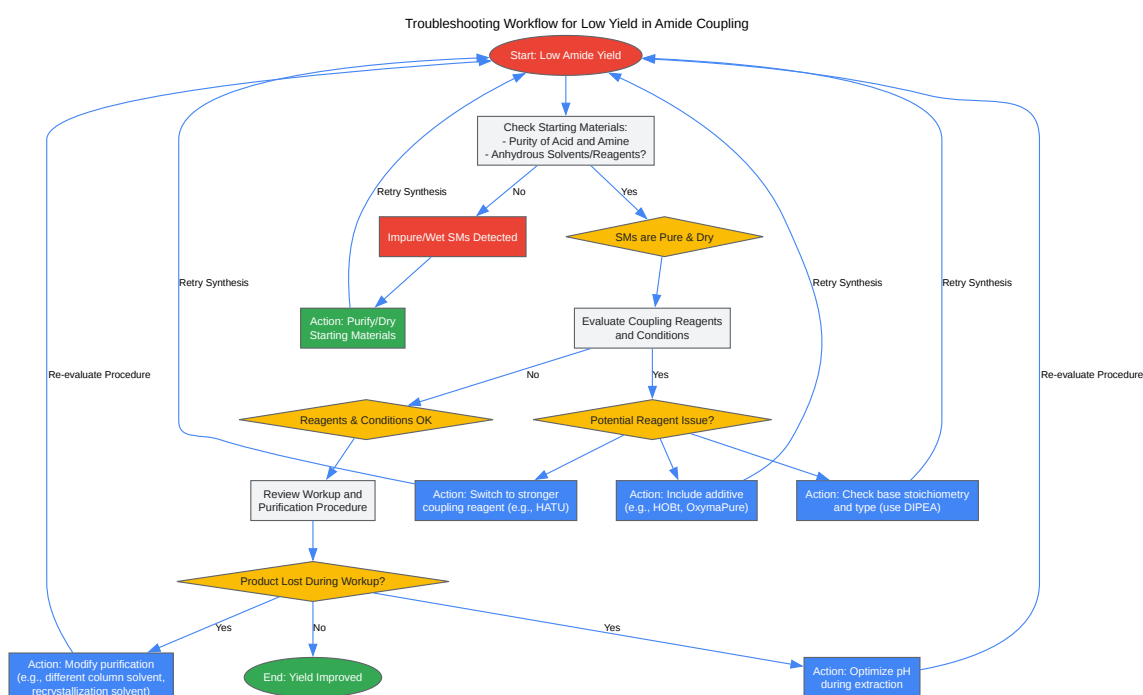 Troubleshooting Workflow for Low Yield in Amide Coupling
Start: Low Amide Yield
Check Starting Materials:
- Purity of Acid and Amine
- Anhydrous Solvents/Reagents?
Retry Synthesis
No
Yes
Impure/Wet SMs Detected
SMs are Pure & Dry
Retry Synthesis
Retry Synthesis
Retry Synthesis
Action: Purify/Dry
Starting Materials
Evaluate Coupling Reagents
and Conditions
Re-evaluate Procedure
No
Yes
Re-evaluate Procedure
Reagents & Conditions OK
Potential Reagent Issue?
Review Workup and
Purification Procedure
Action: Switch to stronger
coupling reagent (e.g., HATU)
Action: Include additive
(e.g., HOBt, OxymaPure)
Action: Check base stoichiometry
and type (use DIPEA)
Product Lost During Workup?
Yes
No
Yes
Action: Modify purification
(e.g., different column solvent,
recrystallization solvent)
End: Yield Improved
Action: Optimize pH
during extraction